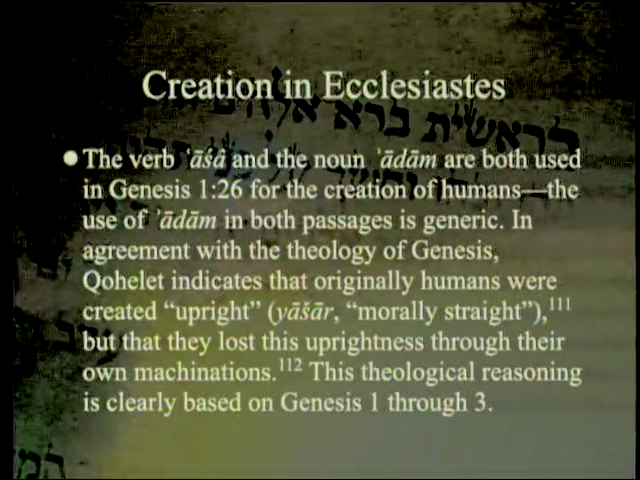 Creation in Ecclesiastes
● The verb ʿāśâ and the noun ʾādām are both used
in Genesis 1:26 for the creation of humans—the
use of ʾādām in both passages is generic. In
agreement with the theology of Genesis,
Qohelet indicates that originally humans were
created “upright” (yāšār, “morally straight”),111
but that they lost this uprightness through their
own machinations.112 This theological reasoning
is clearly based on Genesis 1 through 3.
בראשית ברא אלהים